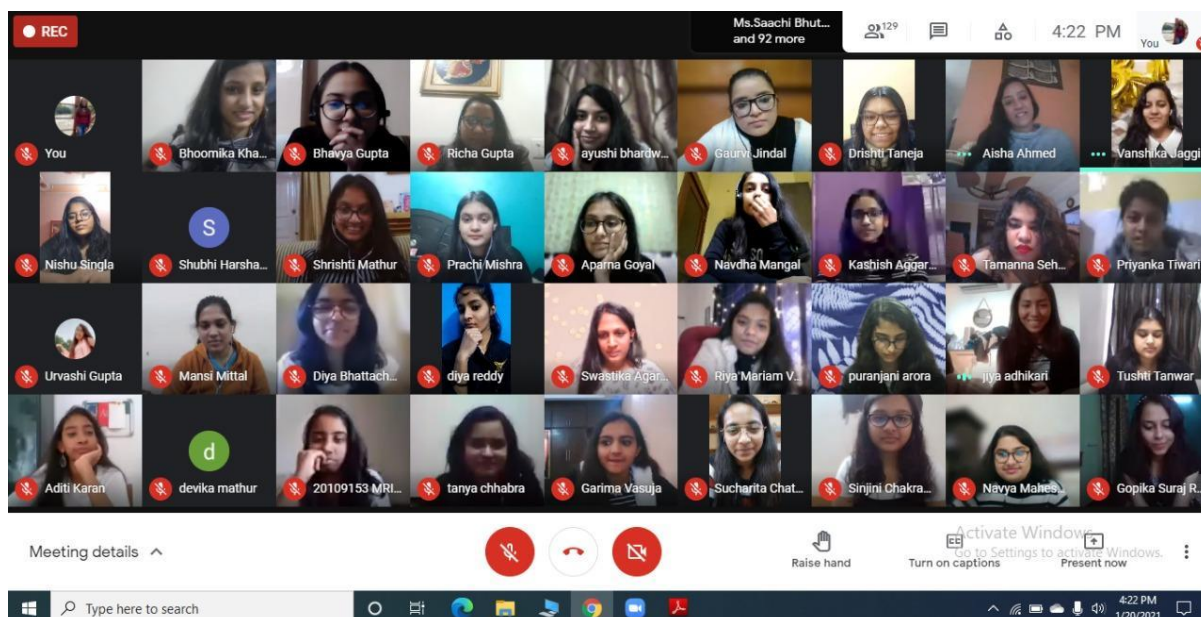 REC
Ms.Saachi Bhut...
and 92 more
129
4:22 PM
You
You
Bhoomika Kha...
Bhavya Gupta
Richa Gupta
ayushi bhardw...
Gaurvi Jindal
Drishti Taneja
Aisha Ahmed
Vanshika Jaggi
Nishu Singla
S
Shubhi Harsha...
Shrishti Mathur
Prachi Mishra
Aparna Goyal
Navdha Mangal
Kashish Aggar...
Tamanna Seh...
Priyanka Tiwari
Urvashi Gupta
Mansi Mittal
Diya Bhattach...
diya reddy
Swastika Agar...
Riya Mariam V...
puranjani arora
jiya adhikari
Tushti Tanwar
Aditi Karan
d
devika mathur
20109153 MRI...
tanya chhabra
Garima Vasuja
Sucharita Chat...
Sinjini Chakra...
Navya Mahes...
Gopika Suraj R...
Meeting details
Raise hand
Turn on captions
Present now
Activate Windows
Go to Settings to activate Windows.
Type here to search
4:22 PM
1/20/2021